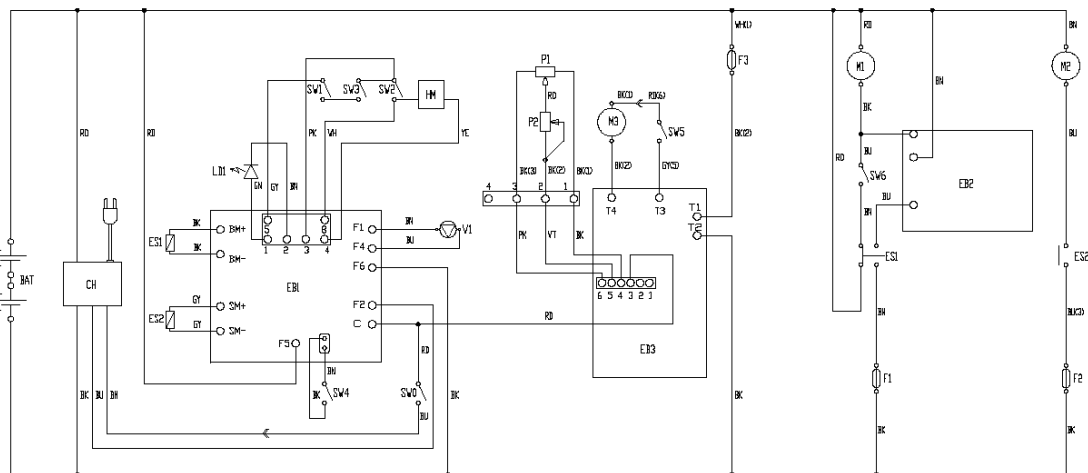 WHK(1)
RD
BN
F3
P1
M1
M2
SW1
SW3
SW2
HM
RD
BK(1)
RD(6)
BN
BK
P2
M3
SW5
RD
RD
PK
WH
YE
BK(2)
BU
BU
RD
EB2
LD1
GN
GY
BN
BK(3)
BK(2)
BK(1)
BK(2)
GY(5)
SW6
4
3
2
1
T4
T3
T1
T2
BU
BN
5
8
1
2
3
4
BK
ES1
BK
BM+
BM-
F1
BN
V1
F4
BU
F6
PK
VT
BK
ES1
ES2
BAT
CH
EB1
6
5
4
3
2
1
GY
ES2
GY
SM+
SM-
F2
C
F5
RD
EB3
BN
BU(3)
RD
BN
BK
SW4
SW0
BU
BK
F1
F2
BK
BU
BN
BK
BK
BK